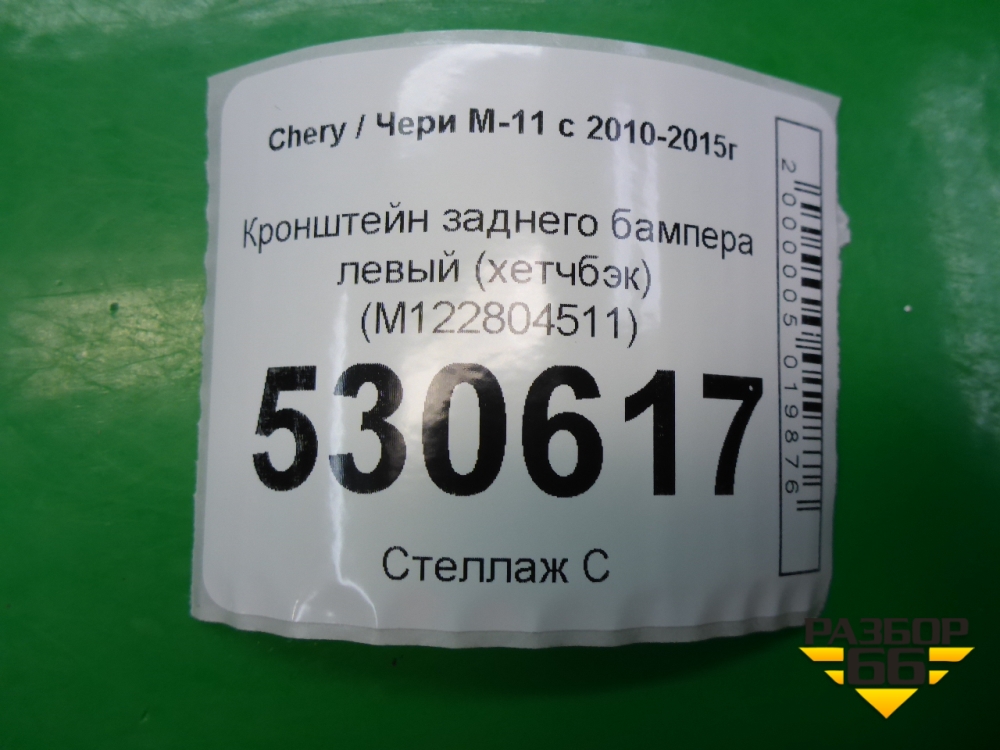 Chery / Чери М-11 с 2010-2015г
Кронштейн заднего бампера
левый (хетчбэк)
(M122804511)
530617
Стеллаж С
2000005019876
РАЗБОР
66